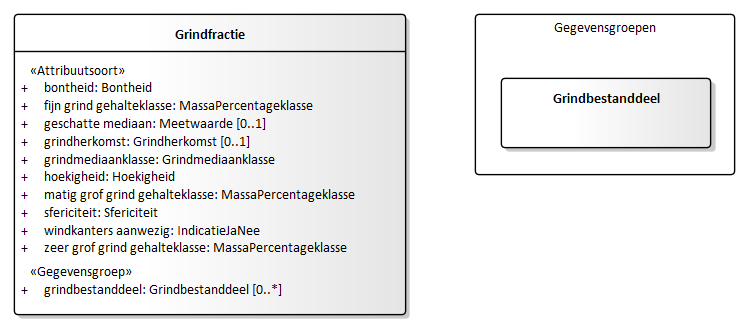 Grindfractie
«Attribuutsoort»
+ bontheid: Bontheid
+ fijn grind gehalteklasse: MassaPercentageklasse
+ geschatte mediaan: Meetwaarde [0..1]
+ grindherkomst: Grindherkomst [0..1]
+ grindmediaanklasse: Grindmediaanklasse
+ hoekigheid: Hoekigheid
+ matig grof grind gehalteklasse: MassaPercentageklasse
+ sfericiteit: Sfericiteit
+ windkanters aanwezig: IndicatieJaNee
+ zeer grof grind gehalteklasse: MassaPercentageklasse
«Gegevensgroep»
+ grindbestanddeel: Grindbestanddeel [0..*]
Gegevensgroepen
Grindbestanddeel